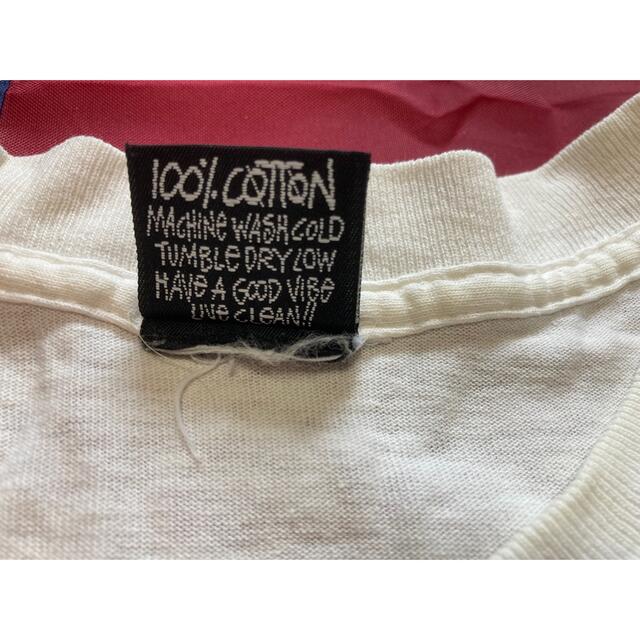 100% COTTON
MACHINE WASH COLD
TUMBLE DRY LOW
HAVE A GOOD VIBE
LIVE CLEAN!!